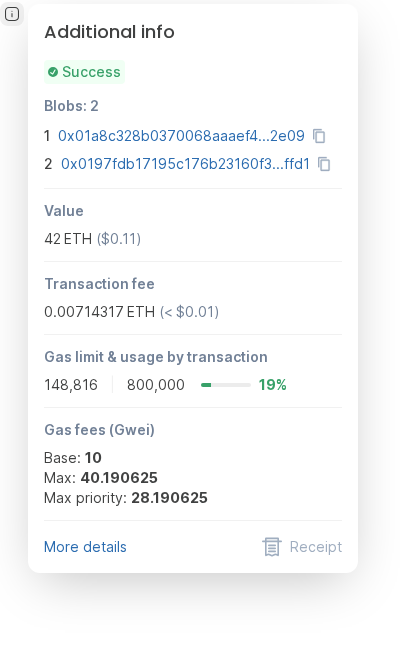 Additional info
Success
Blobs: 2
1 0x01a8c328b0370068aaaef4...2e09
2 0x0197fdb17195c176b23160f3...ffd1
Value
42 ETH ($0.11)
Transaction fee
0.00714317 ETH (< $0.01)
Gas limit & usage by transaction
148,816 800,000 19%
Gas fees (Gwei)
Base: 10
Max: 40.190625
Max priority: 28.190625
More details Receipt